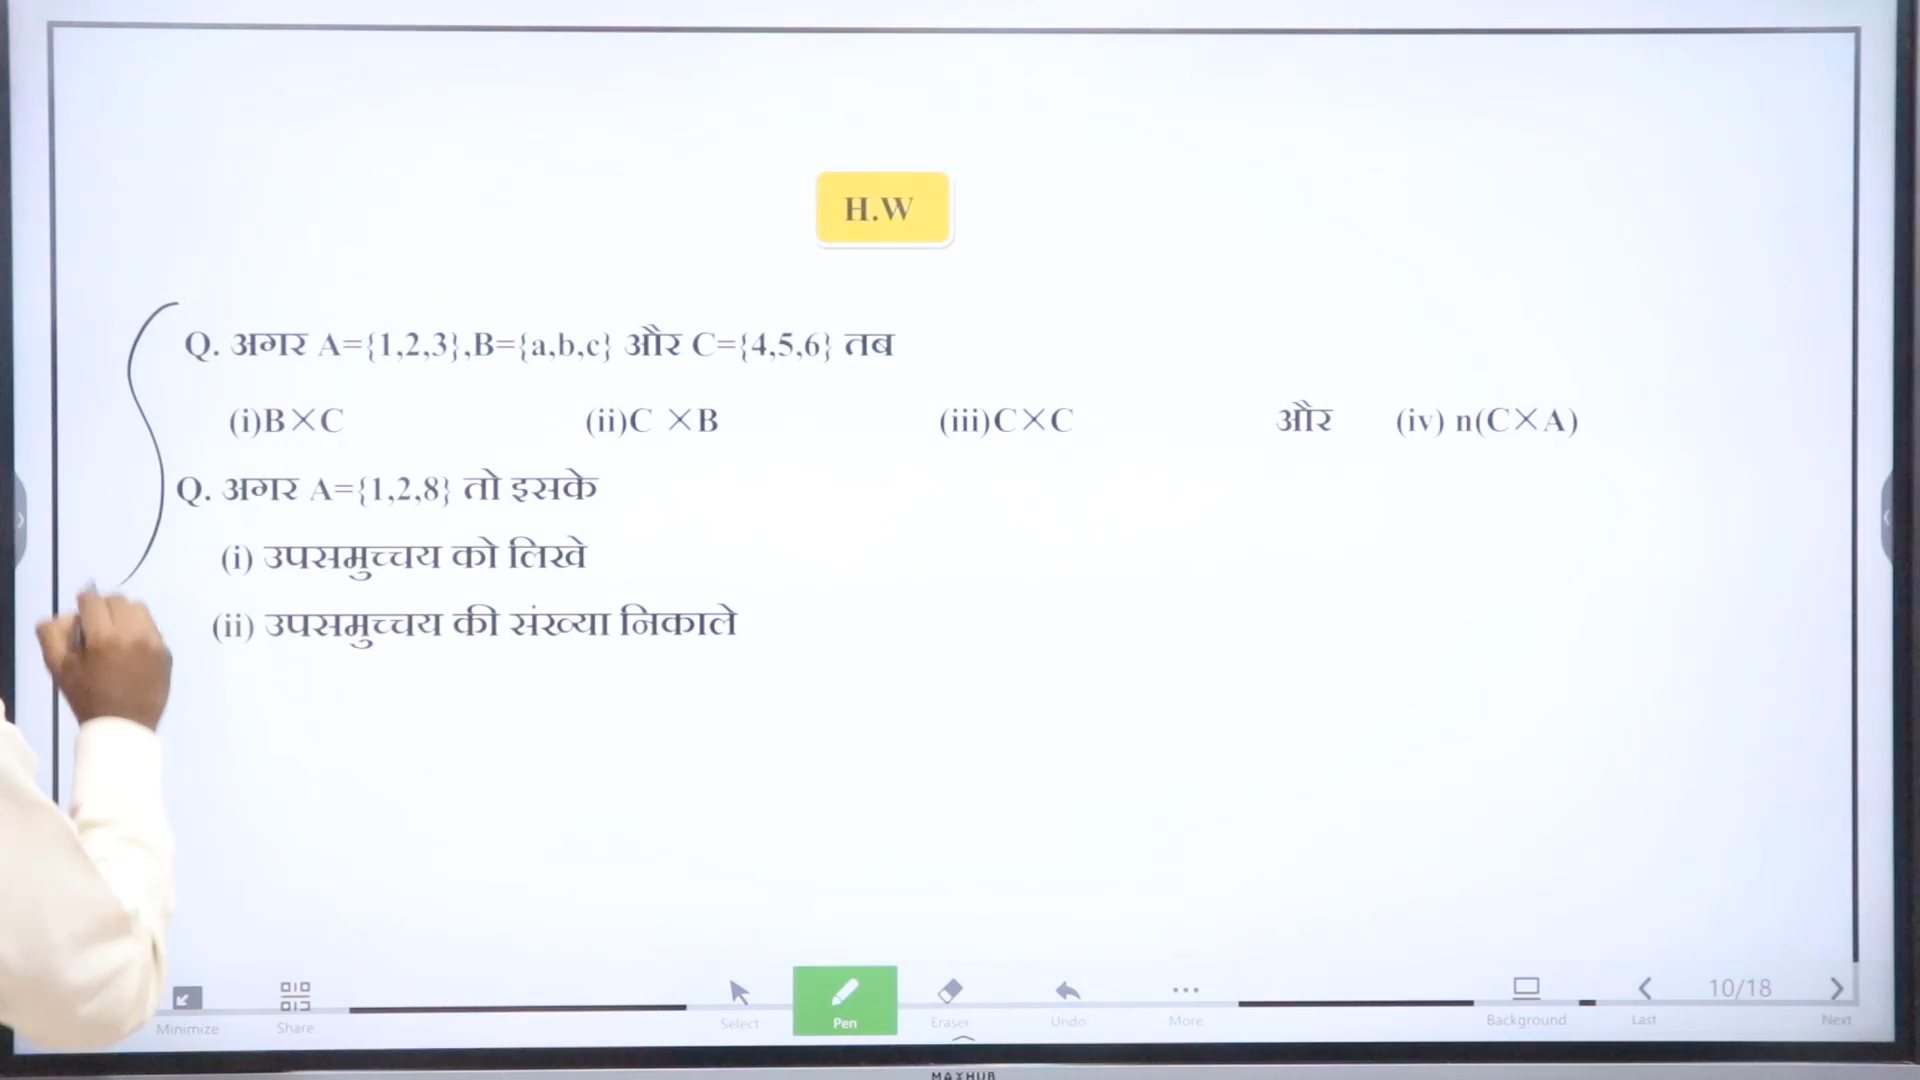 H.W
Q. अगर A={1,2,3},B={a,b,c} और C={4,5,6} तब
(i)B×C (ii)C ×B (iii)C×C और (iv) n(C×A)
Q. अगर A={1,2,8} तो इसके
(i) उपसमुच्चय को लिखे
(ii) उपसमुच्चय की संख्या निकाले
Minimize Share Select Pen Eraser Undo More Background Last 10/18 Next
MAXHUB